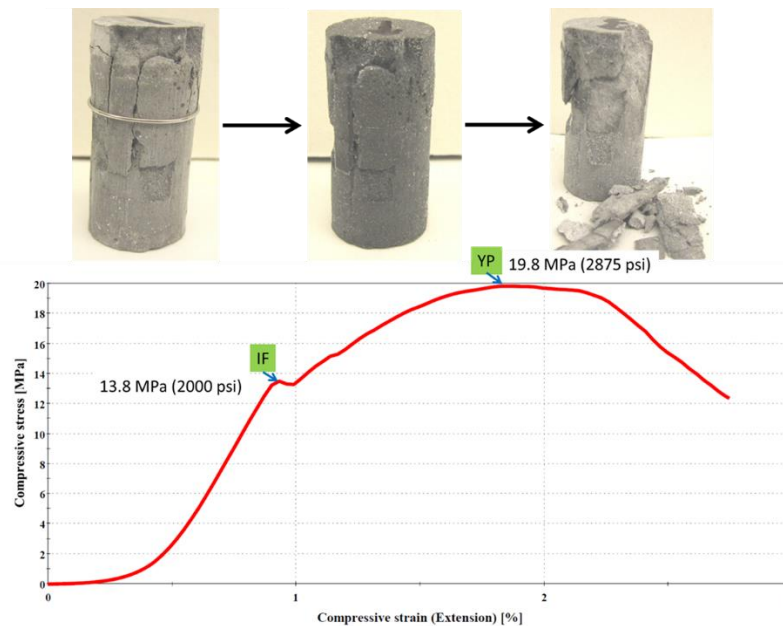 YP
19.8 MPa (2875 psi)
IF
13.8 MPa (2000 psi)
Compressive stress [MPa]
20
18
16
14
12
10
8
6
4
2
0
0
1
2
Compressive strain (Extension) [%]